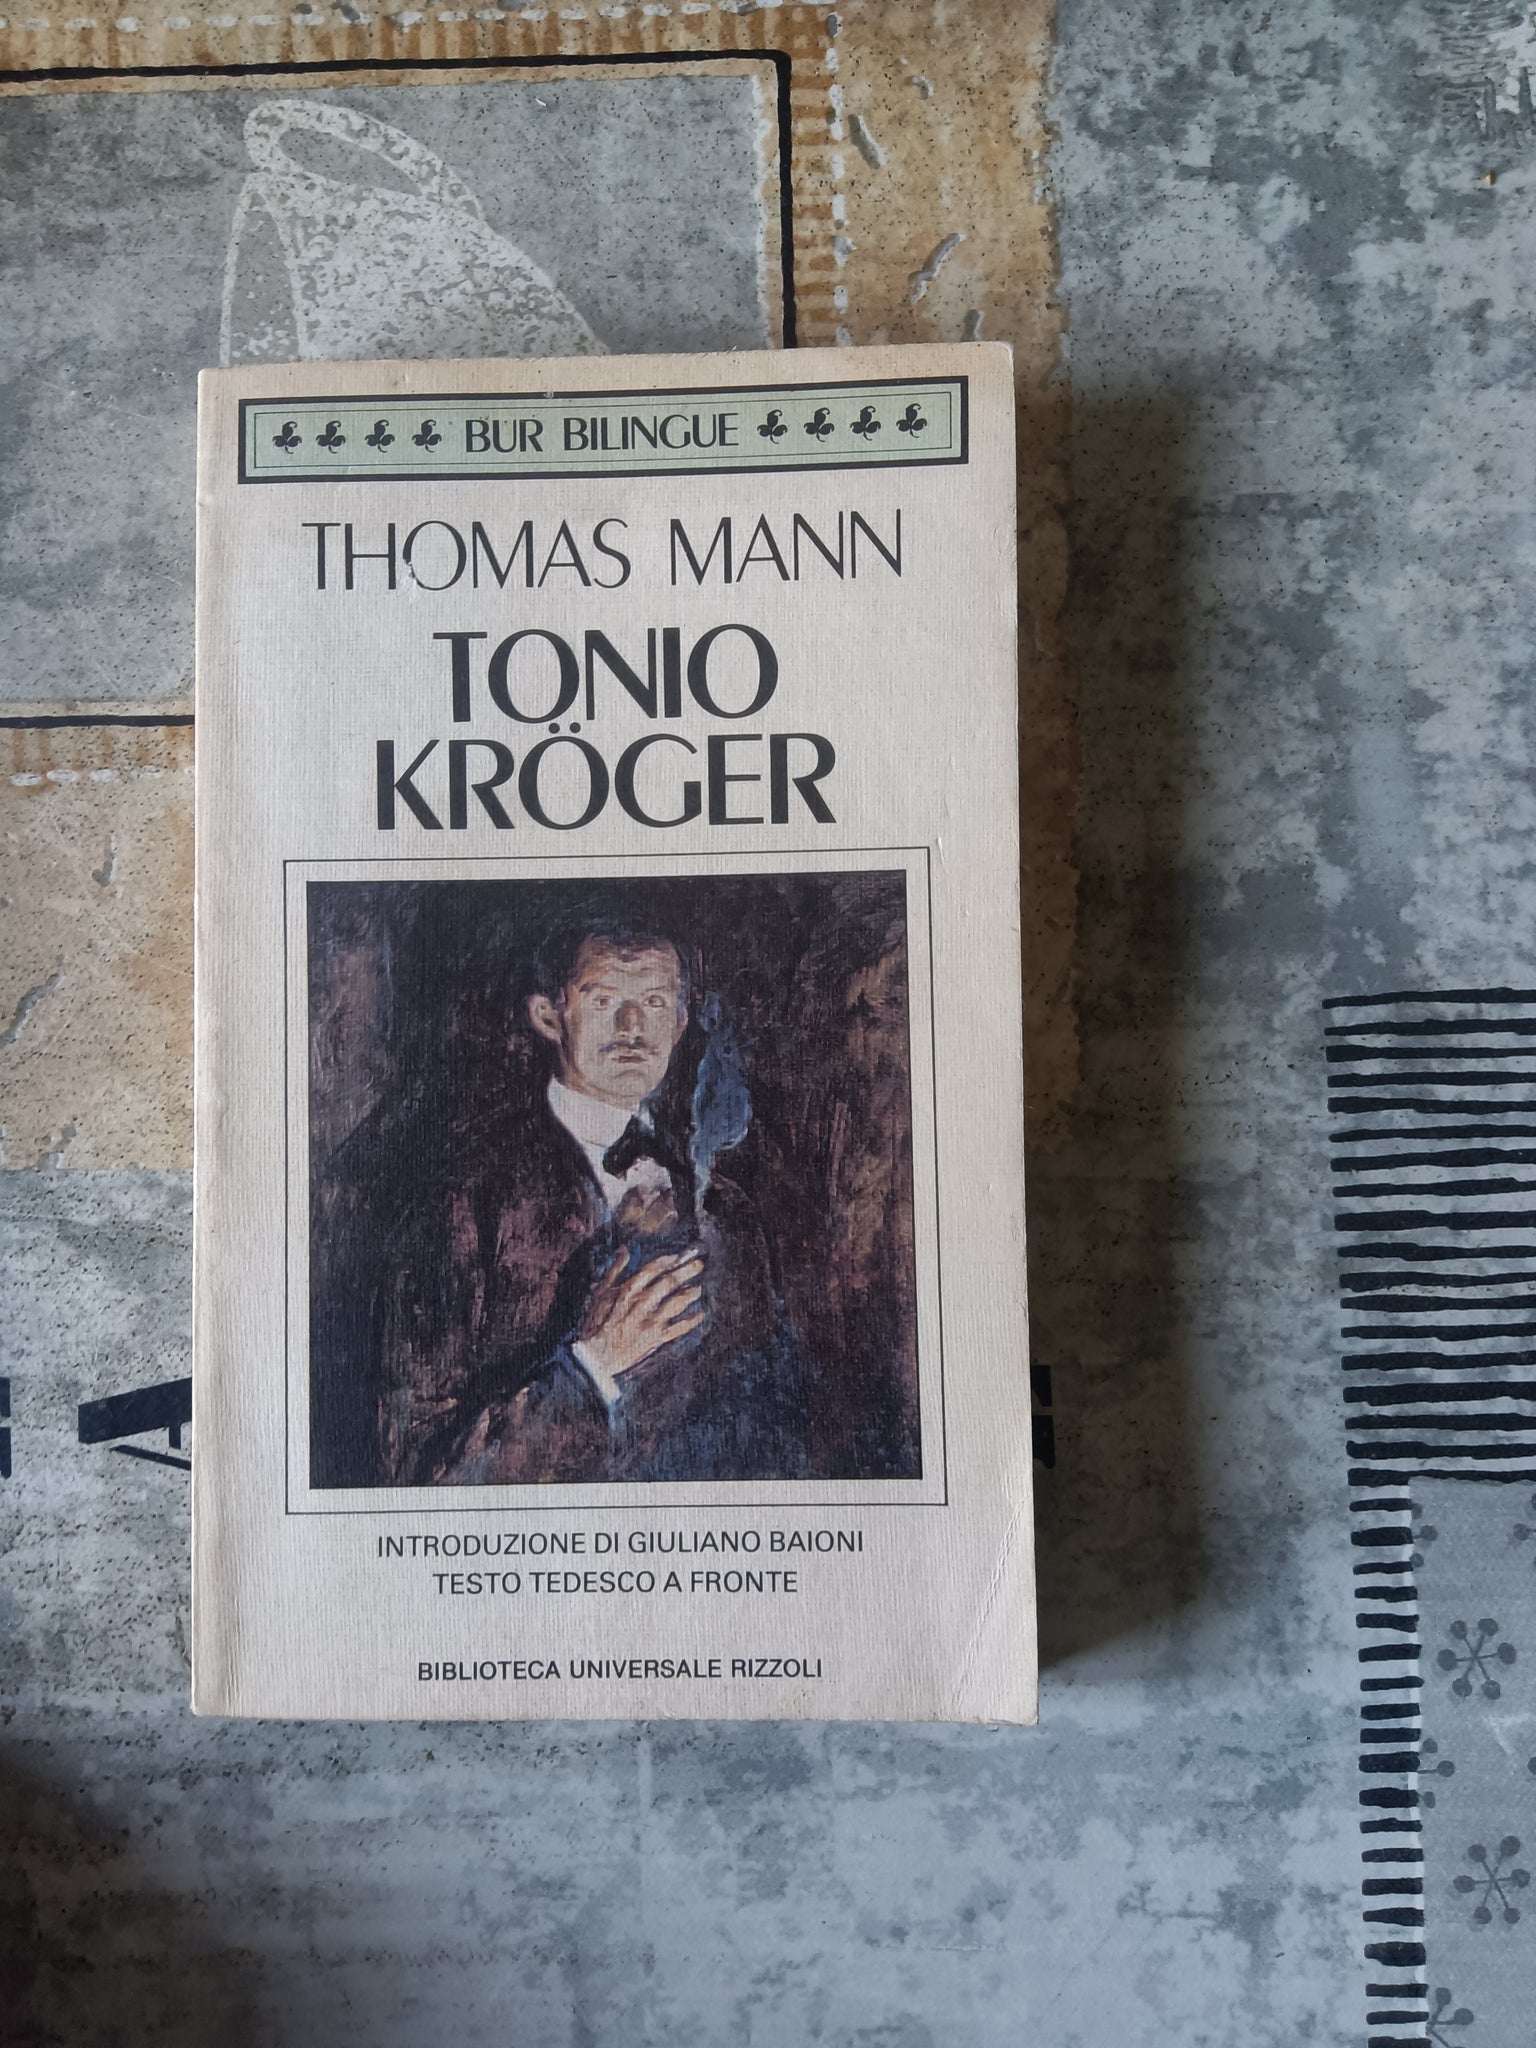 BUR BILINGUE
THOMAS MANN
TONIO
KRÖGER
INTRODUZIONE DI GIULIANO BAIONI
TESTO TEDESCO A FRONTE
BIBLIOTECA UNIVERSALE RIZZOLI